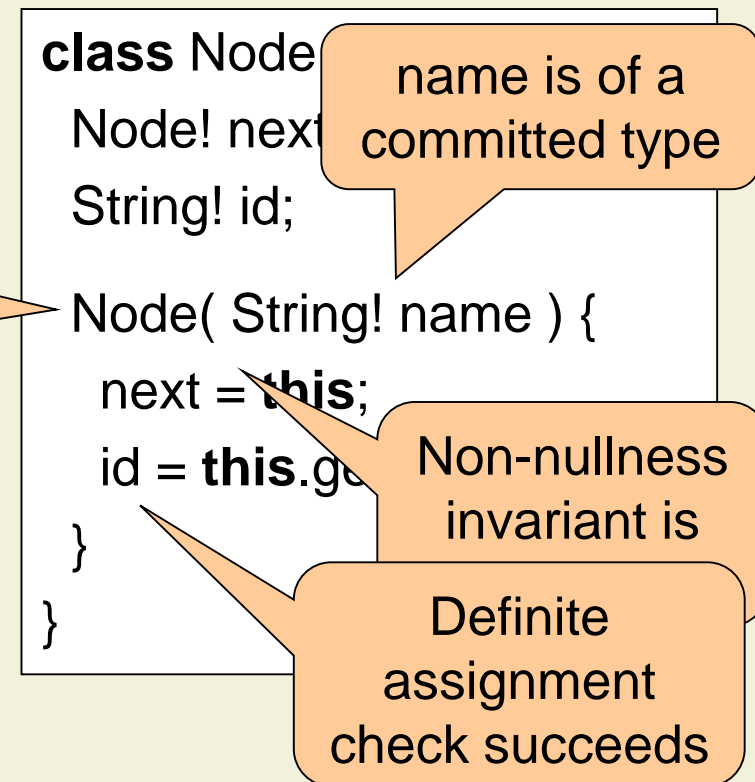 class Node
Node! next
String! id;
Node( String! name ) {
next = this;
id = this.ge
}
}
name is of a
committed type
Non-nullness
invariant is
Definite
assignment
check succeeds